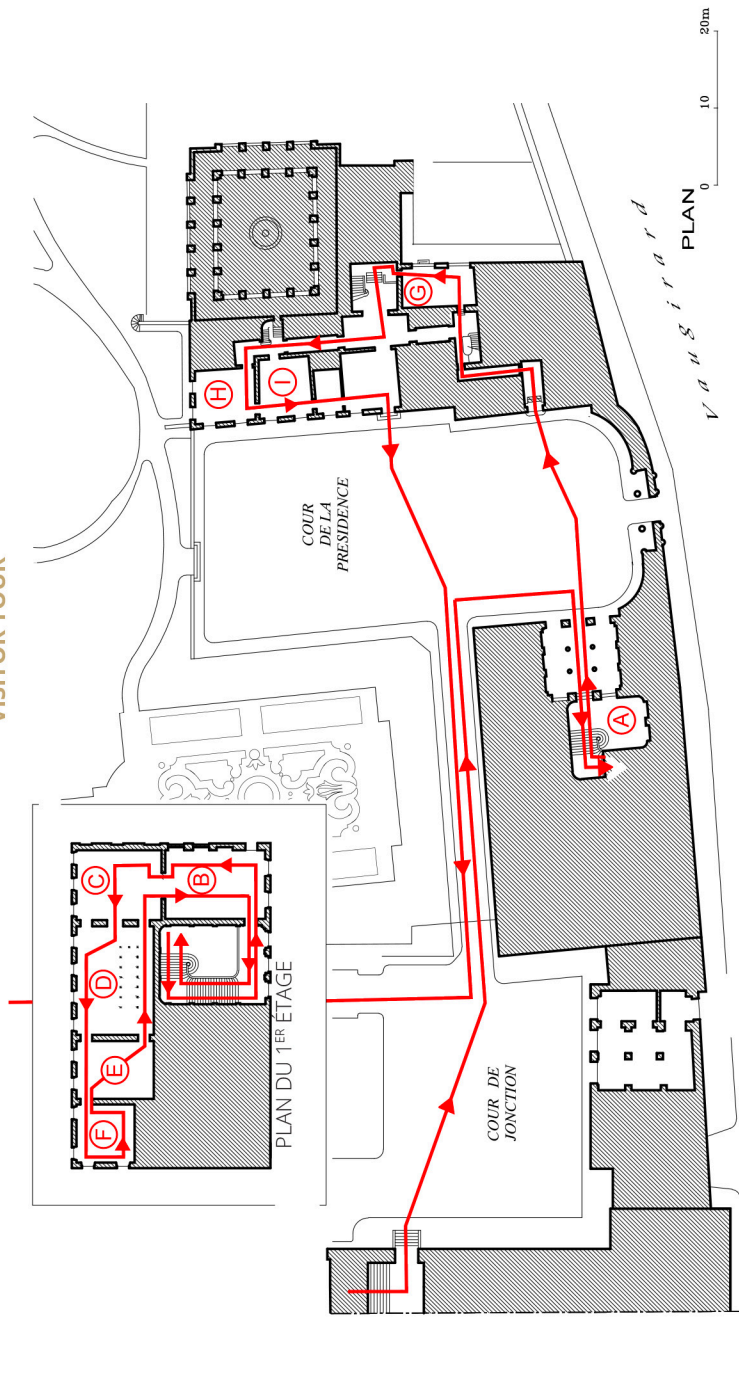 VISITOR TOUR
C
B
D
E
F
PLAN DU 1ER ÉTAGE
H
I
G
COUR
DE LA
PRESIDENCE
A
COUR DE
JONCTION
Vaugirard
PLAN
0 10 20m